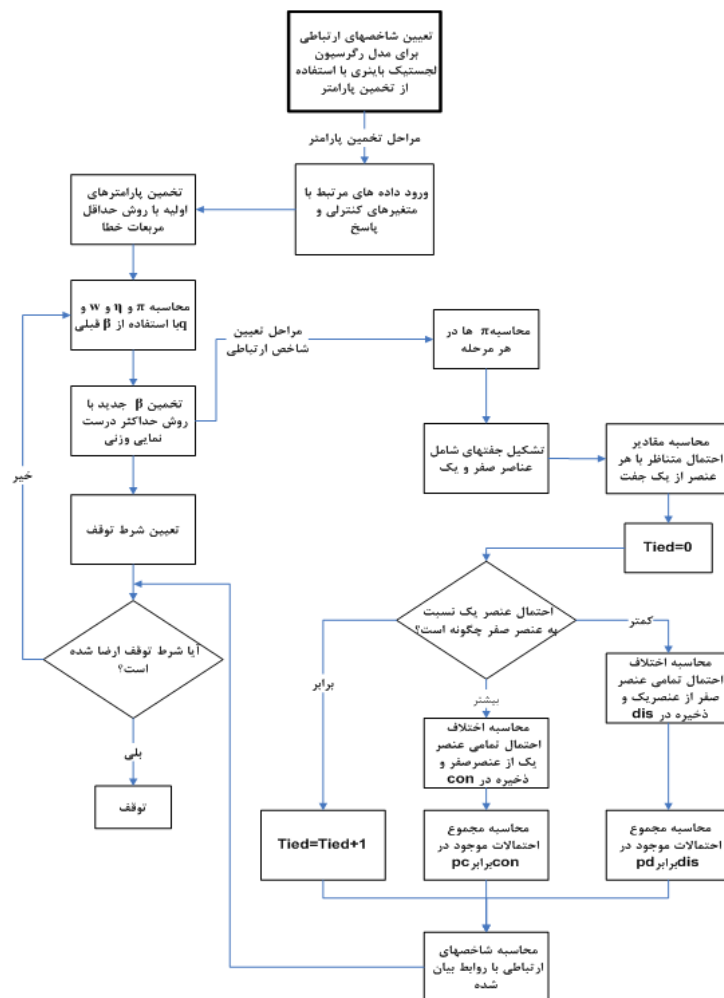 تعیین شاخصهای ارتباطی
برای مدل رگرسیون
لجستیک باینری با استفاده
از تخمین پارامتر
مراحل تخمین پارامتر
ورود داده های مرتبط با
متغیرهای کنترلی و
پاسخ
تخمین پارامترهای
اولیه با روش حداقل
مربعات خطا
محاسبه π و η و w و
qبا استفاده از β قبلی
تخمین β جدید با
روش حداکثر درست
نمایی وزنی
تعیین شرط توقف
آیا شرط توقف ارضا شده
است؟
خیر
بلی
توقف
مراحل تعیین
شاخص ارتباطی
محاسبهπ ها در
هر مرحله
تشکیل جفتهای شامل
عناصر صفر و یک
محاسبه مقادیر
احتمال متناظر با هر
عنصر از یک جفت
Tied=0
احتمال عنصر یک نسبت
به عنصر صفر چگونه است؟
کمتر
محاسبه اختلاف
احتمال تمامی عنصر
صفر از عنصریک و
ذخیره در dis
محاسبه مجموع
احتمالات موجود در
disبرابرpd
بیشتر
محاسبه اختلاف
احتمال تمامی عنصر
یک از عنصرصفر و
ذخیره در con
محاسبه مجموع
احتمالات موجود در
conبرابرpc
برابر
Tied=Tied+1
محاسبه شاخصهای
ارتباطی با روابط بیان
شده